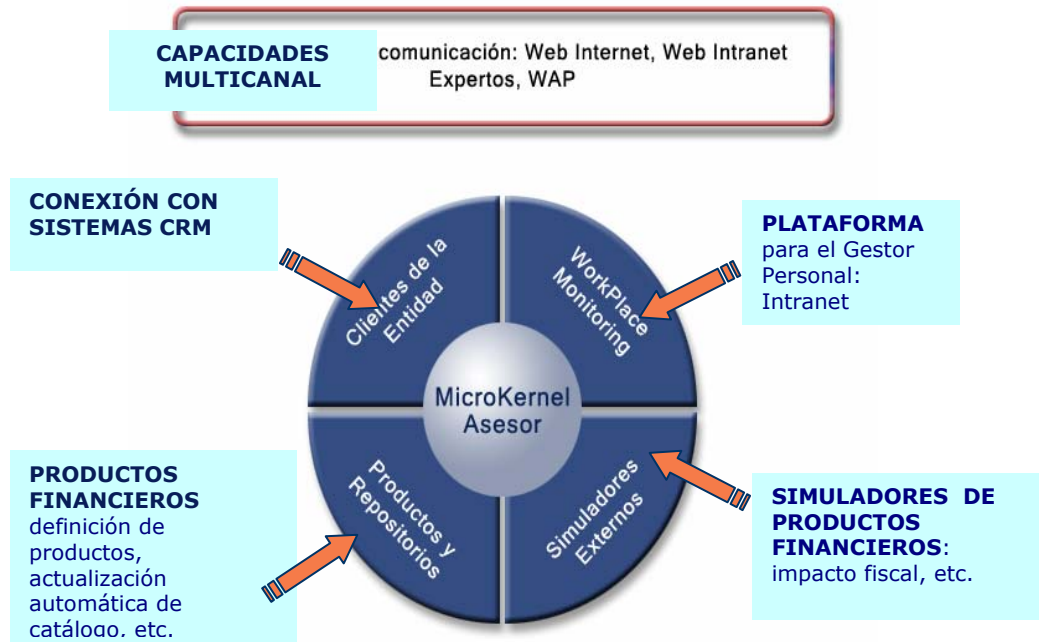 CAPACIDADES
MULTICANAL
comunicación: Web Internet, Web Intranet
Expertos, WAP
CONEXIÓN CON
SISTEMAS CRM
PLATAFORMA
para el Gestor
Personal:
Intranet
Clientes de la
Entidad
WorkPlace
Monitoring
MicroKernel
Asesor
Productos y
Repositorios
Simuladores
Externos
PRODUCTOS
FINANCIEROS
definición de
productos,
actualización
automática de
catálogo, etc.
SIMULADORES DE
PRODUCTOS
FINANCIEROS:
impacto fiscal, etc.